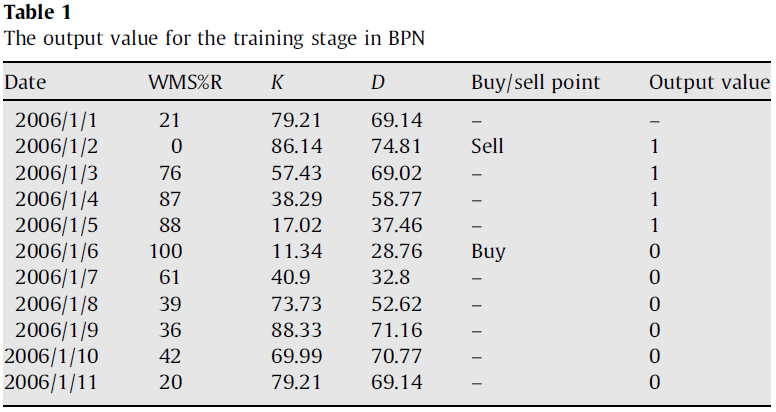 Table 1
The output value for the training stage in BPN
Date WMS%R K D Buy/sell point Output value
2006/1/1 21 79.21 69.14 – –
2006/1/2 0 86.14 74.81 Sell 1
2006/1/3 76 57.43 69.02 – 1
2006/1/4 87 38.29 58.77 – 1
2006/1/5 88 17.02 37.46 – 1
2006/1/6 100 11.34 28.76 Buy 0
2006/1/7 61 40.9 32.8 – 0
2006/1/8 39 73.73 52.62 – 0
2006/1/9 36 88.33 71.16 – 0
2006/1/10 42 69.99 70.77 – 0
2006/1/11 20 79.21 69.14 – 0